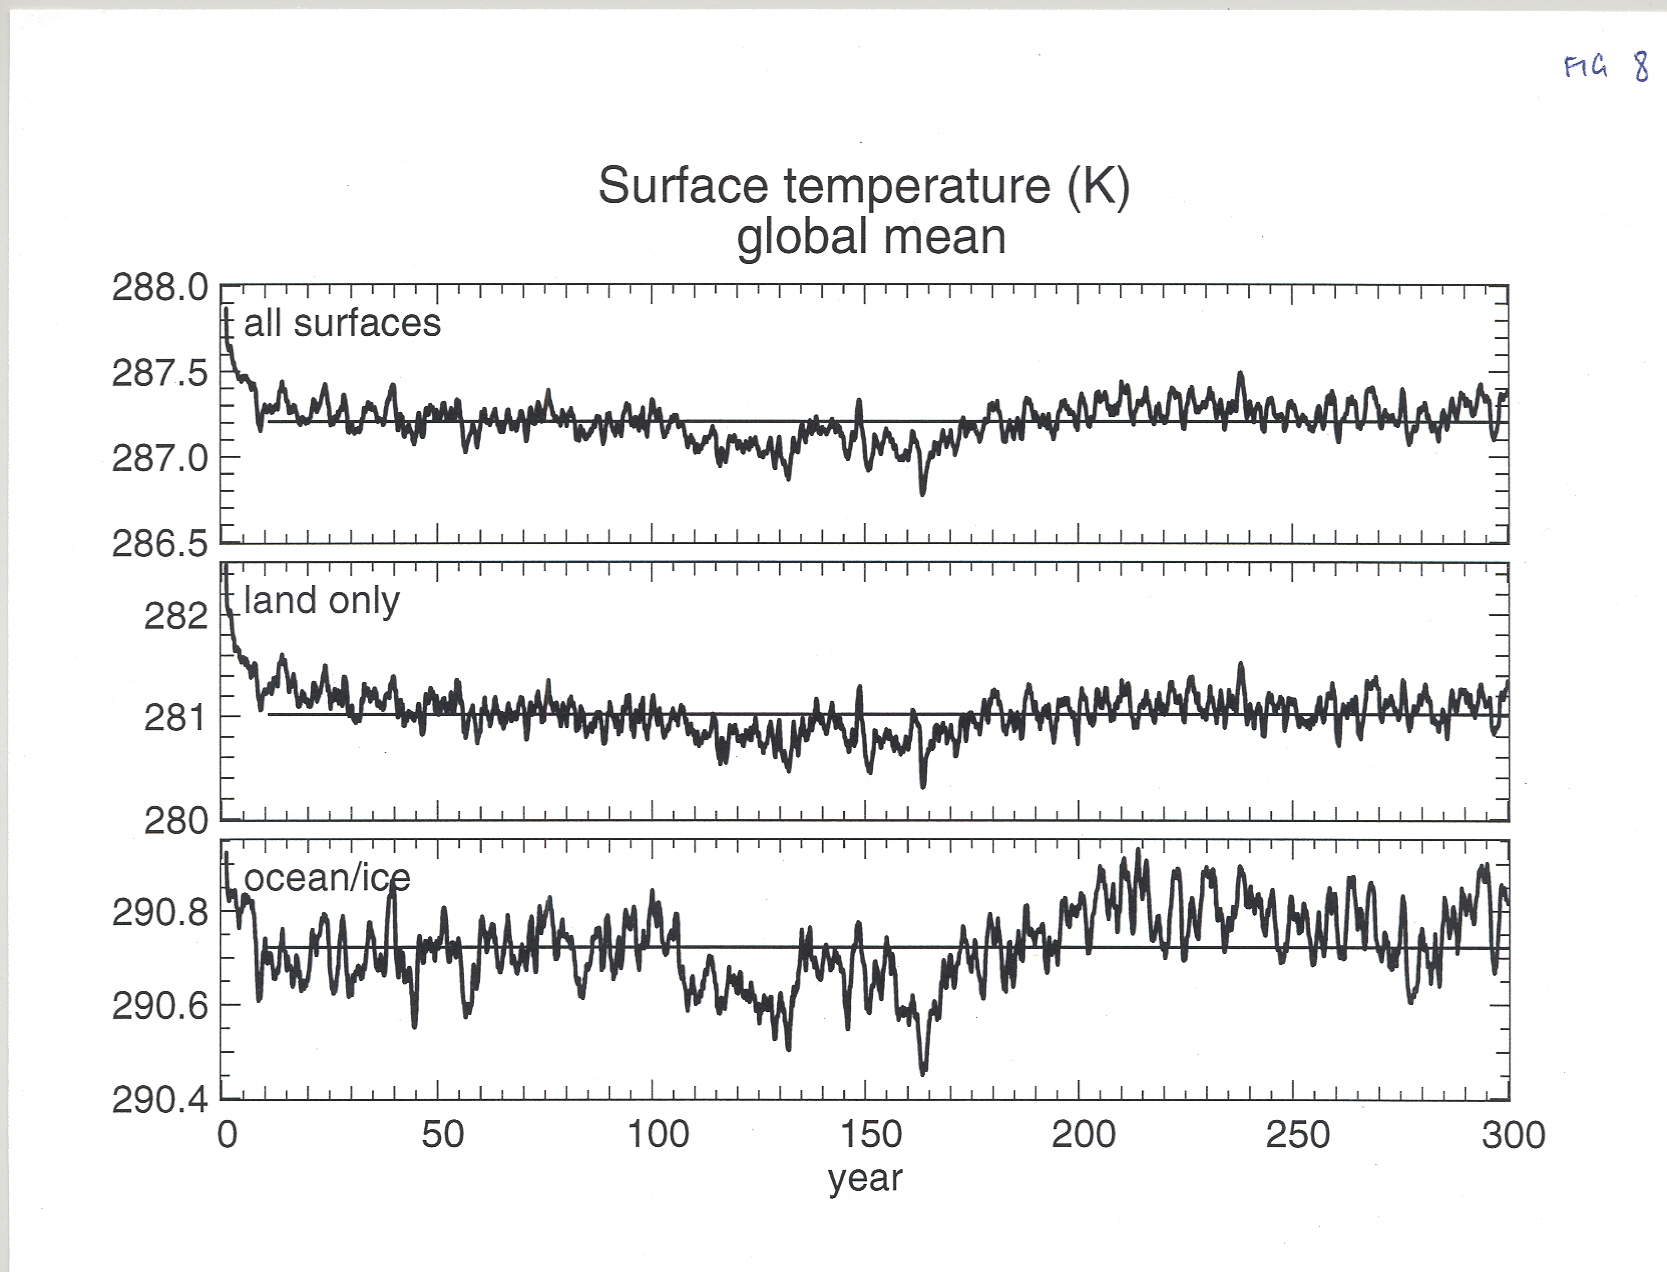 FIG 8
Surface temperature (K)
global mean
288.0
all surfaces
287.5
287.0
286.5
land only
282
281
280
ocean/ice
290.8
290.6
290.4
0 50 100 150 200 250 300
year